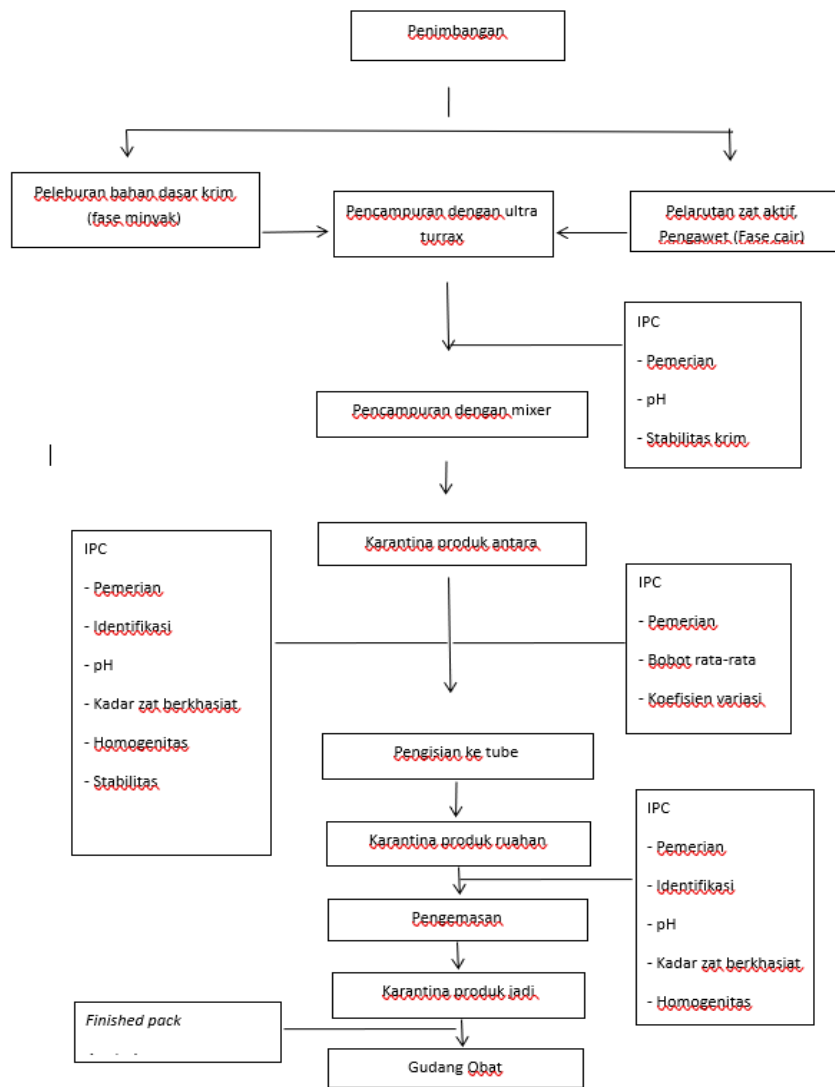 Penimbangan
Peleburan bahan dasar krim
(fase minyak)
Pencampuran dengan ultra
turrax
Pelarutan zat aktif,
Pengawet (Fase cair)
IPC
- Pemerian
- pH
- Stabilitas krim
Pencampuran dengan mixer
Karantina produk antara
IPC
- Pemerian
- Identifikasi
- pH
- Kadar zat berkhasiat
- Homogenitas
- Stabilitas
IPC
- Pemerian
- Bobot rata-rata
- Koefisien variasi
Pengisian ke tube
Karantina produk ruahan
IPC
- Pemerian
- Identifikasi
- pH
- Kadar zat berkhasiat
- Homogenitas
Pengemasan
Karantina produk jadi
Finished pack
Gudang Obat